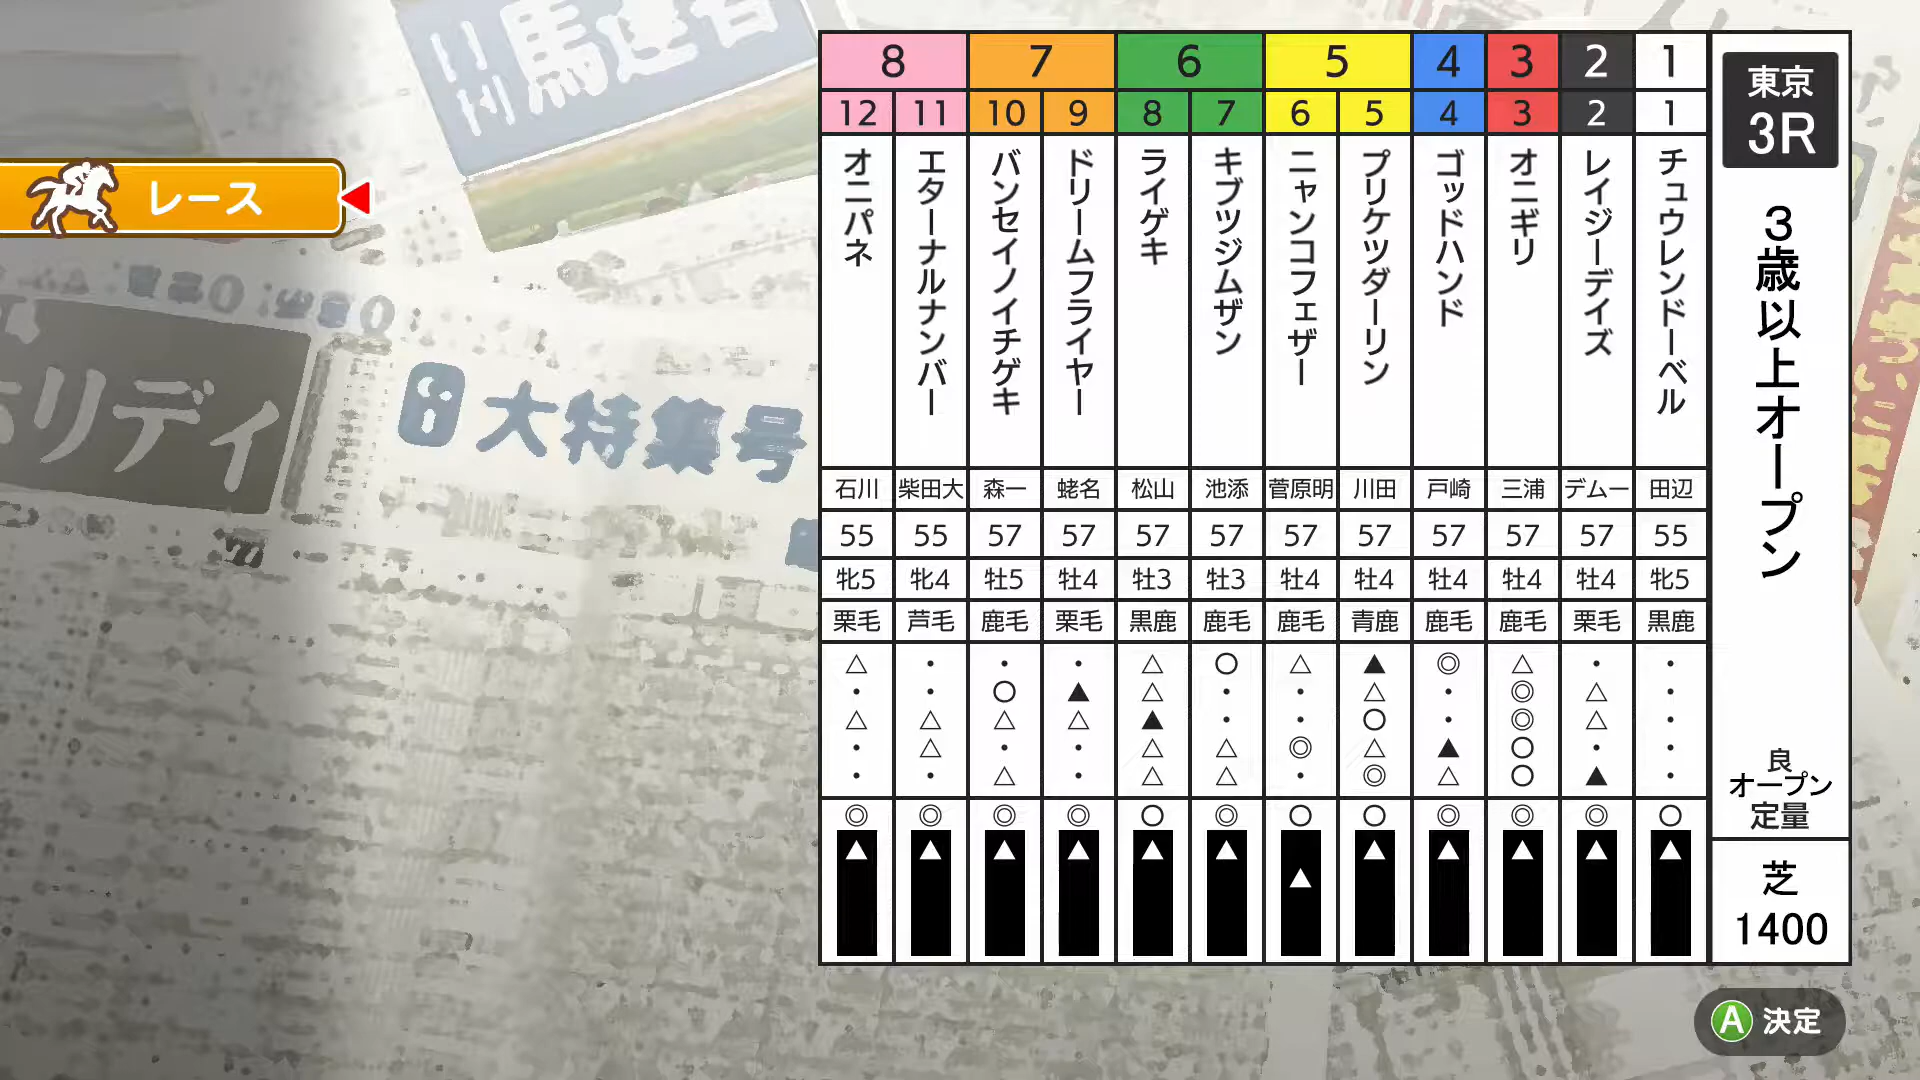 川州
馬達者
レース
ホリディ
大特集号
東京
3R
3歳以上オープン
良
オープン
定量
芝
1400
8 7 6 5 4 3 2 1
12 11 10 9 8 7 6 5 4 3 2 1
オニパネ エターナルナンバー バンセイノイチゲキ ドリームフライヤー ライゲキ キブツジムザン ニャンコフェザー プリケツダーリン ゴッドハンド オニギリ レイジーデイズ チュウレンドーベル
石川 柴田大 森一 蛯名 松山 池添 菅原明 川田 戸崎 三浦 デムー 田辺
55 55 57 57 57 57 57 57 57 57 57 55
牝5 牝4 牡5 牡4 牡3 牡3 牡4 牡4 牡4 牡4 牡4 牝5
栗毛 芦毛 鹿毛 栗毛 黒鹿 鹿毛 鹿毛 青鹿 鹿毛 鹿毛 栗毛 黒鹿
△ ・ ・ ・ △ ○ △ ▲ ◎ △ ・ ・
・ ・ ○ ▲ △ ・ ・ △ ・ ◎ △ ・
△ △ △ △ ▲ ・ ・ ○ ・ ◎ △ ・
・ △ ・ ・ △ △ ◎ △ ▲ ○ ・ ・
・ ・ △ ・ △ △ ・ ◎ △ ○ ▲ ・
◎ ◎ ◎ ◎ ○ ◎ ○ ○ ◎ ◎ ◎ ○
A 決定